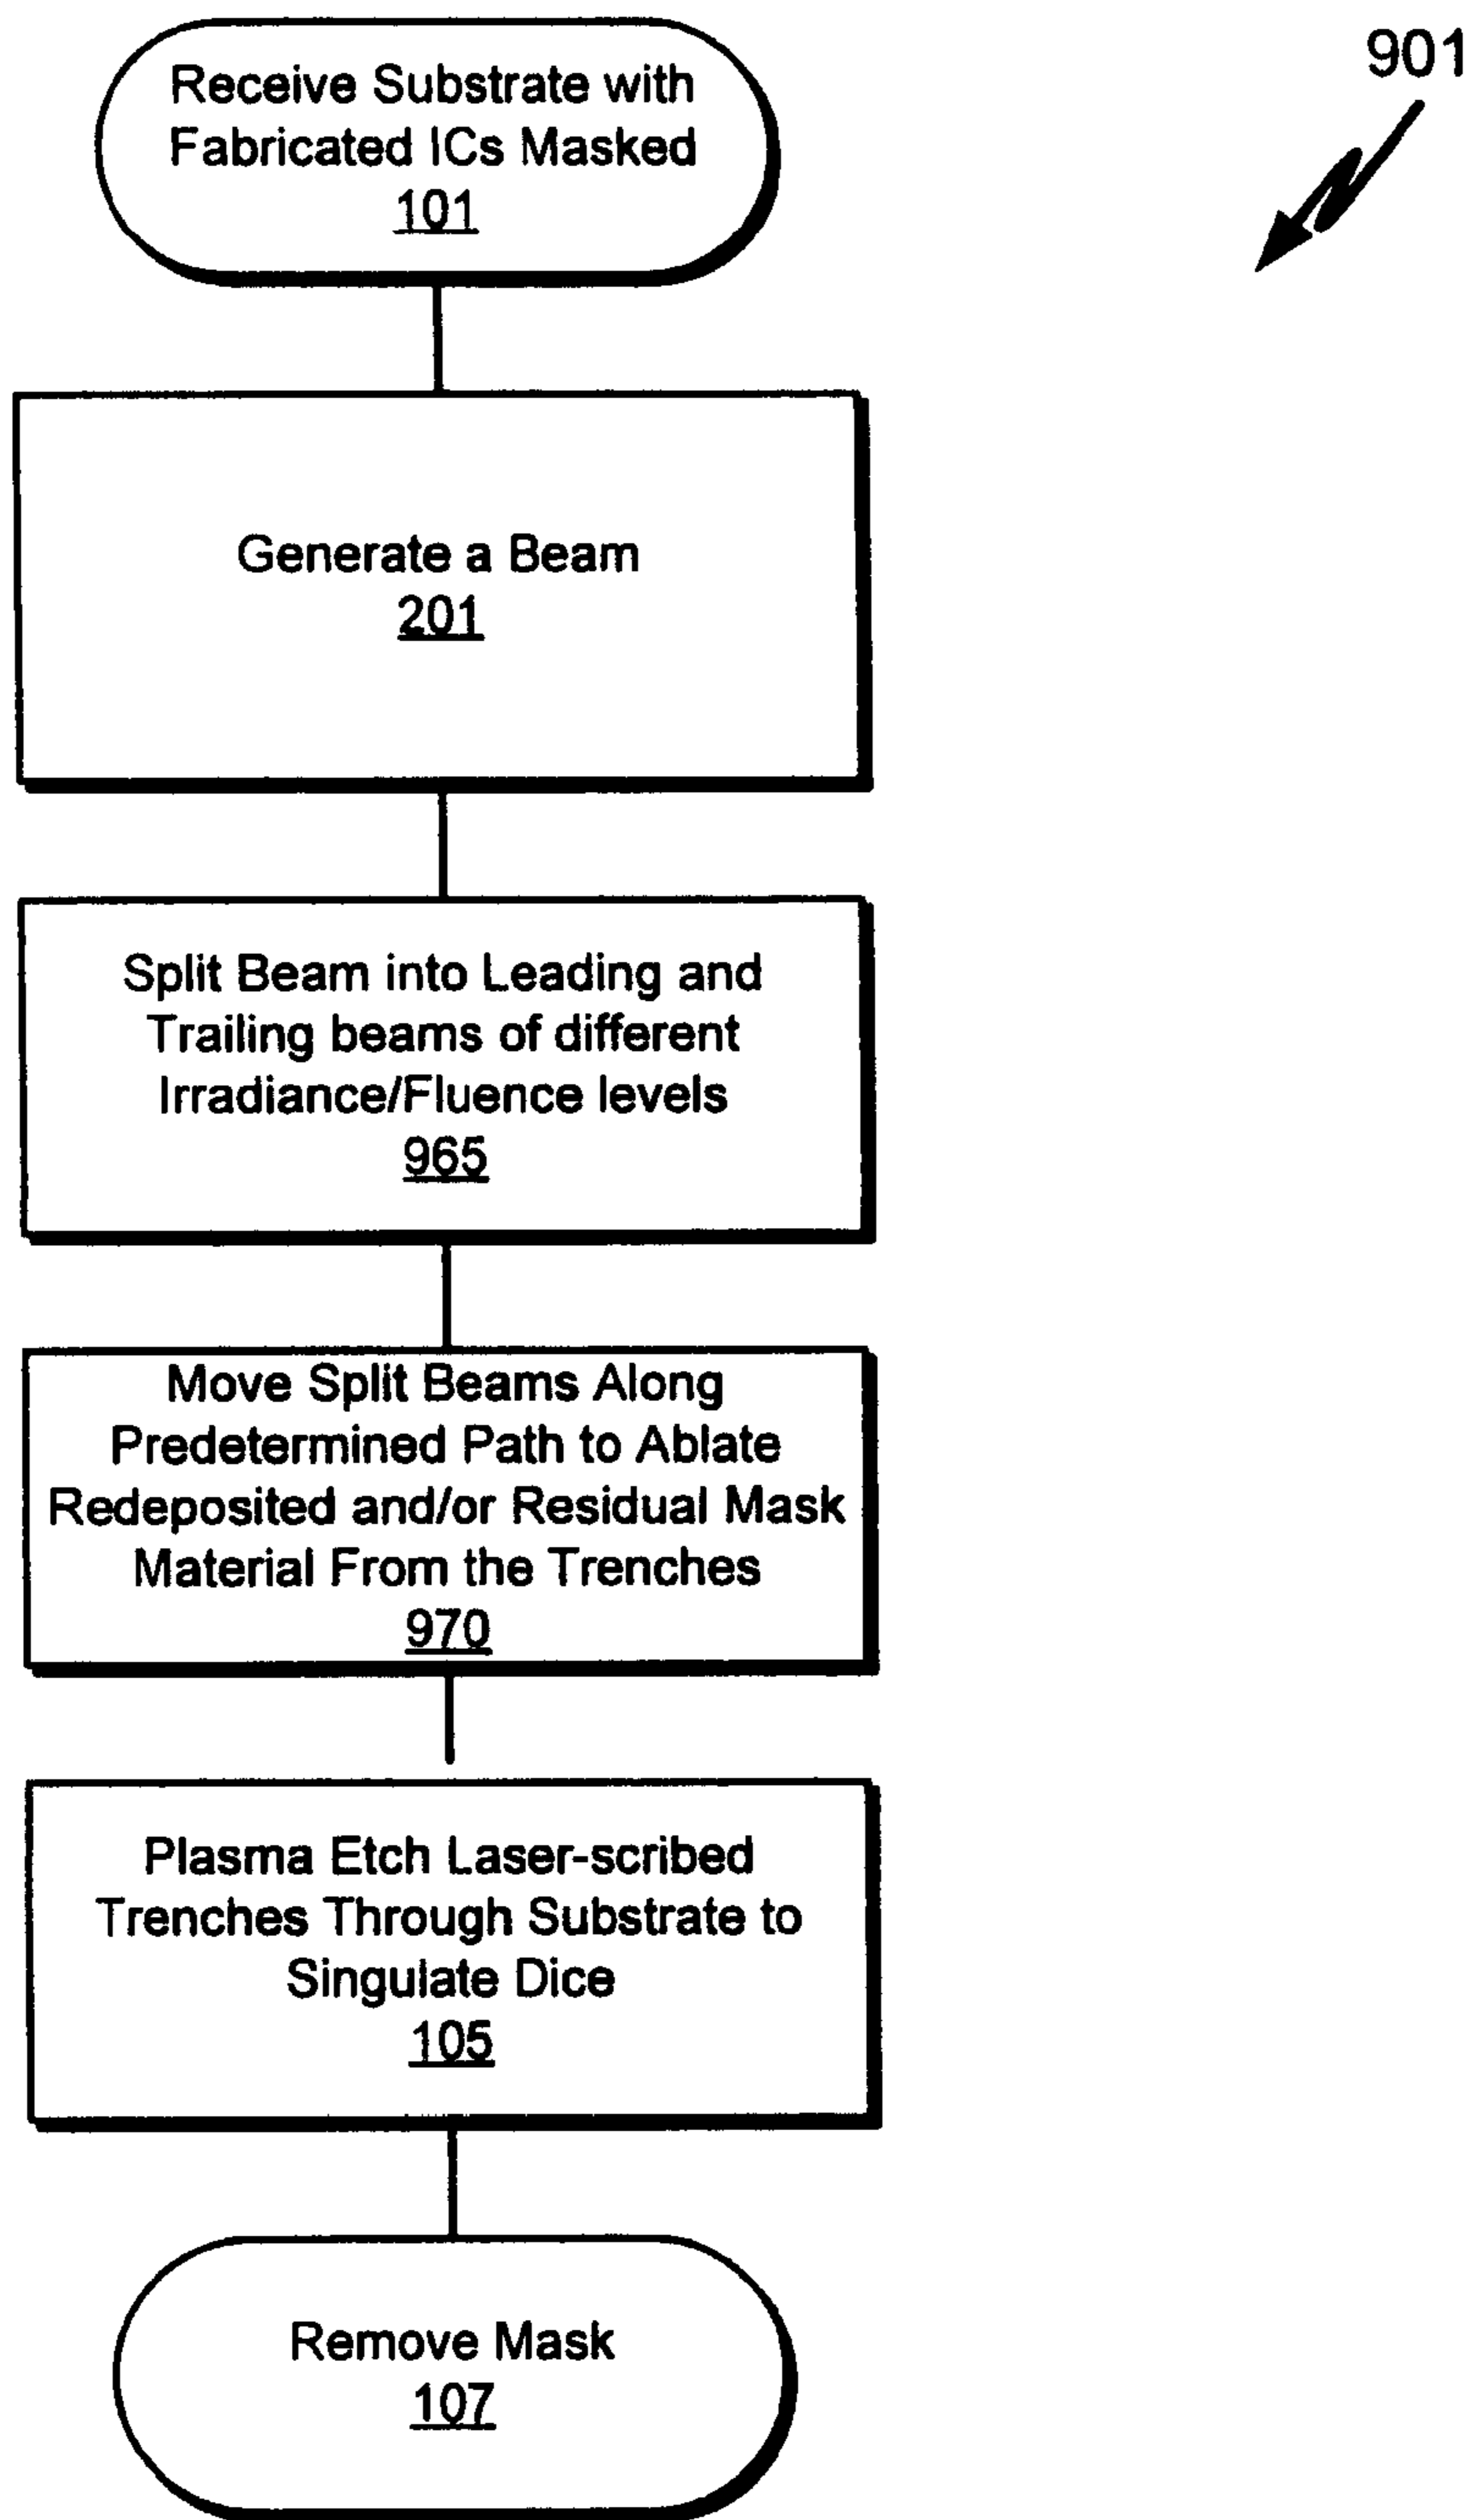 901
Receive Substrate with
Fabricated ICs Masked
101
Generate a Beam
201
Split Beam into Leading and
Trailing beams of different
Irradiance/Fluence levels
965
Move Split Beams Along
Predetermined Path to Ablate
Redeposited and/or Residual Mask
Material From the Trenches
970
Plasma Etch Laser-scribed
Trenches Through Substrate to
Singulate Dice
105
Remove Mask
107